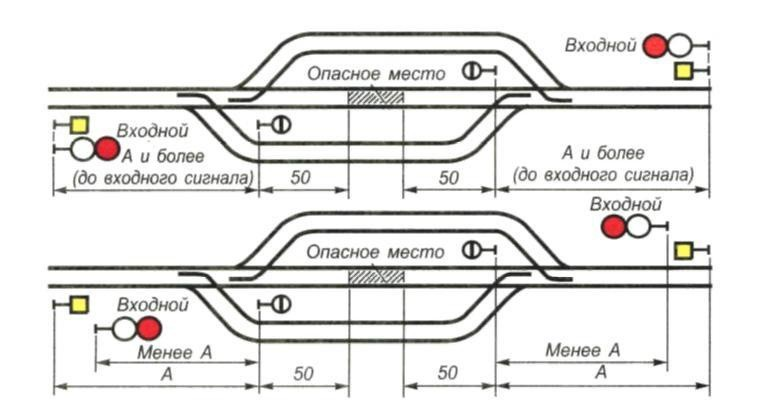 Входной
Опасное место
Входной
А и более
(до входного сигнала)
50
50
А и более
(до входного сигнала)
Входной
Опасное место
Входной
Менее А
А
50
50
Менее А
А